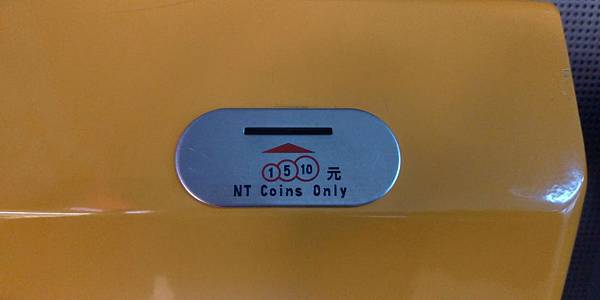 1 5 10 元
NT Coins Only